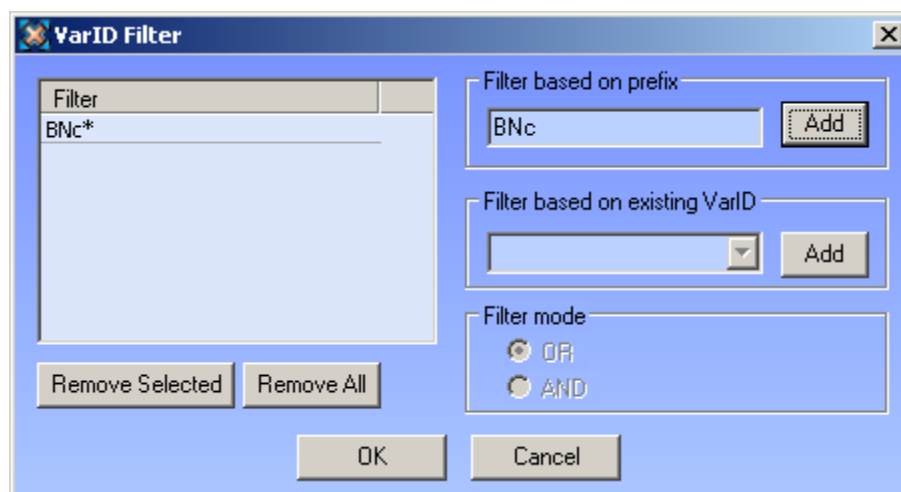 VarID Filter
Filter
BNc*
Remove Selected
Remove All
Filter based on prefix
BNc
Add
Filter based on existing VarID
Add
Filter mode
OR
AND
OK
Cancel